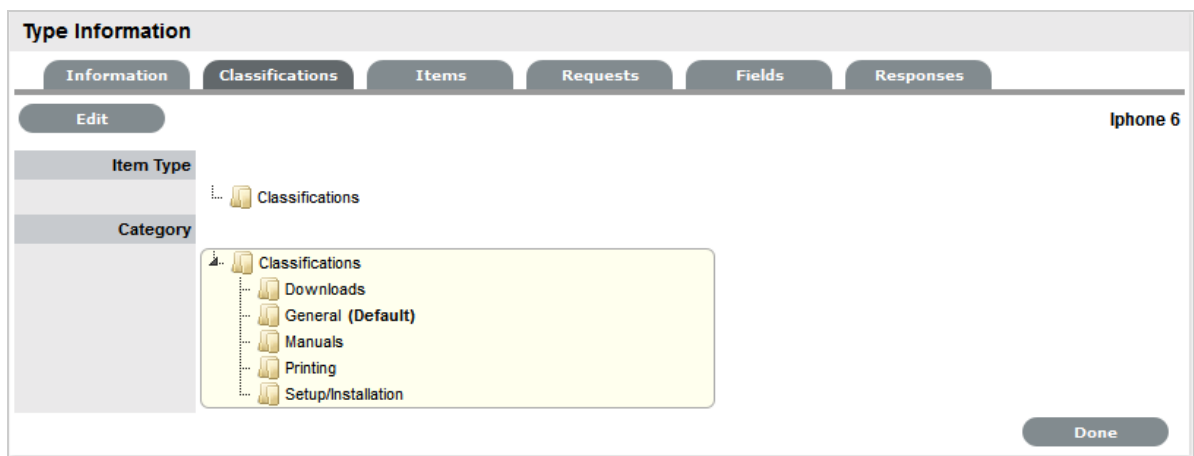 Type Information
Information Classifications Items Requests Fields Responses
Edit Iphone 6
Item Type
Classifications
Category
Classifications
Downloads
General (Default)
Manuals
Printing
Setup/Installation
Done